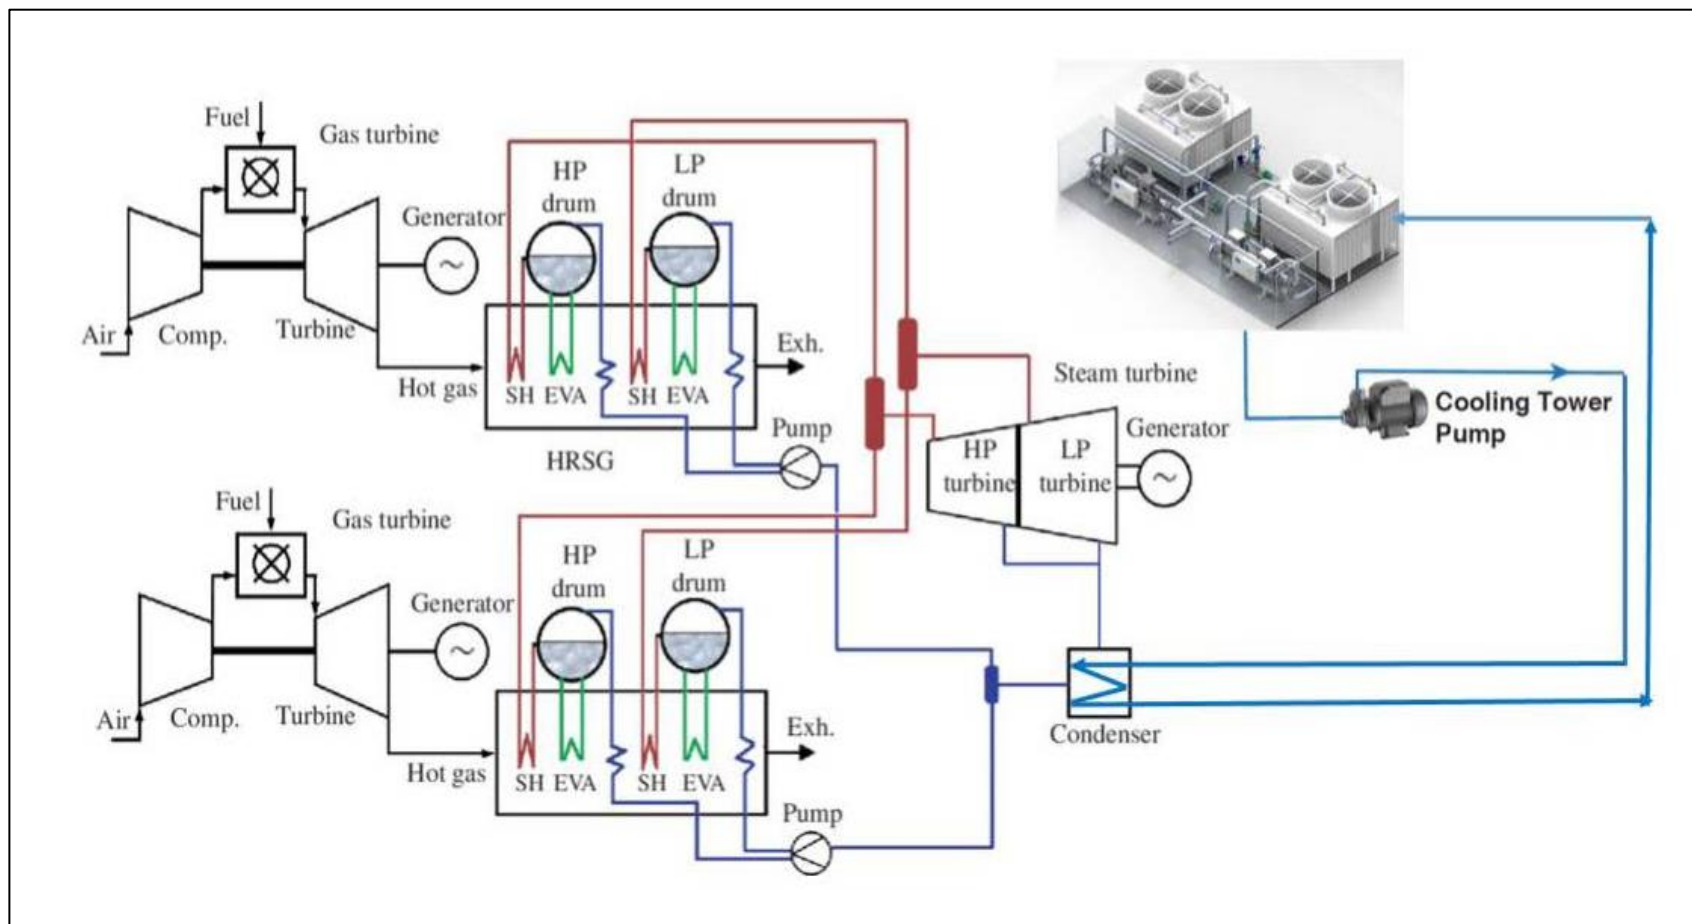 Fuel
Gas turbine
Generator
Air
Comp.
Turbine
Hot gas
HP
drum
LP
drum
SH EVA
SH EVA
Exh.
HRSG
Pump
Steam turbine
HP
turbine
LP
turbine
Generator
Cooling Tower
Pump
Fuel
Gas turbine
Generator
Air
Comp.
Turbine
Hot gas
HP
drum
LP
drum
SH EVA
SH EVA
Exh.
Pump
Condenser